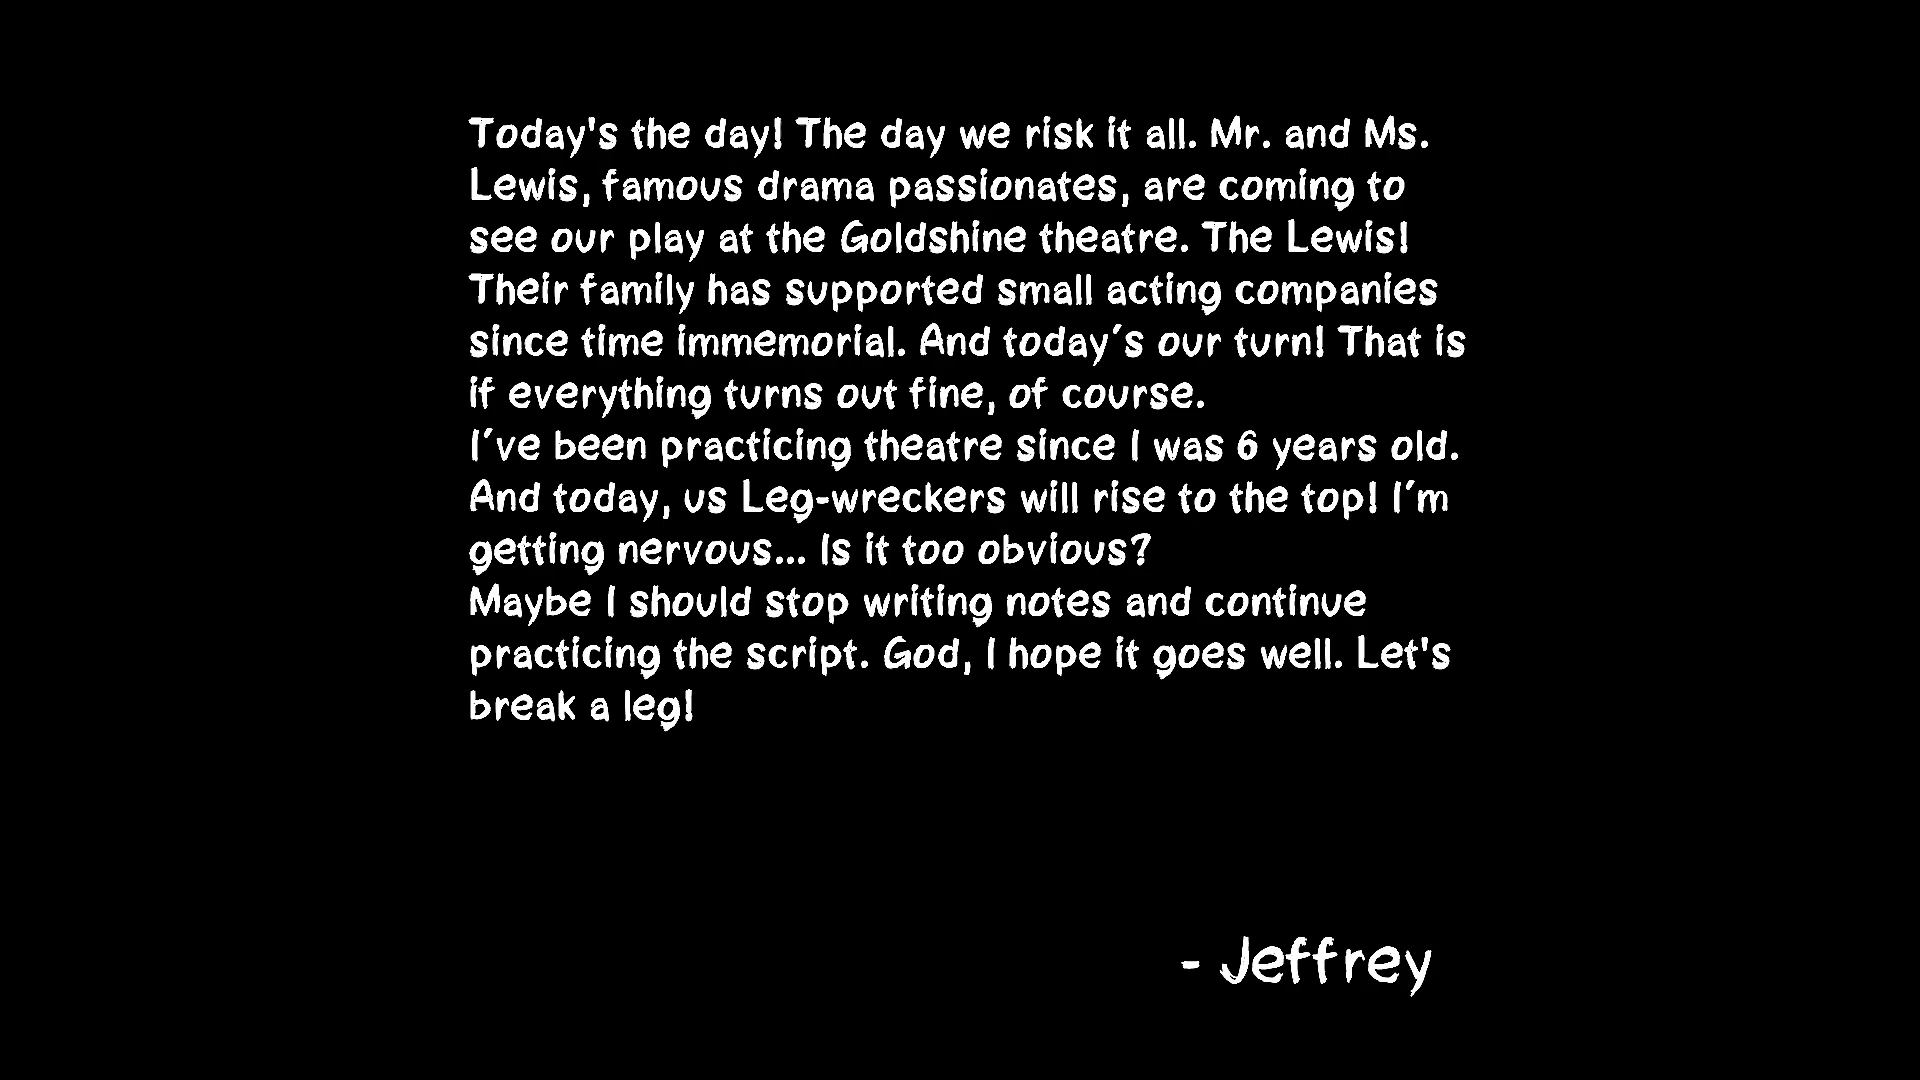 Today's the day! The day we risk it all. Mr. and Ms.
Lewis, famous drama passionates, are coming to
see our play at the Goldshine theatre. The Lewis!
Their family has supported small acting companies
since time immemorial. And today’s our turn! That is
if everything turns out fine, of course.
I’ve been practicing theatre since I was 6 years old.
And today, us Leg-wreckers will rise to the top! I’m
getting nervous... Is it too obvious?
Maybe I should stop writing notes and continue
practicing the script. God, I hope it goes well. Let's
break a leg!
- Jeffrey